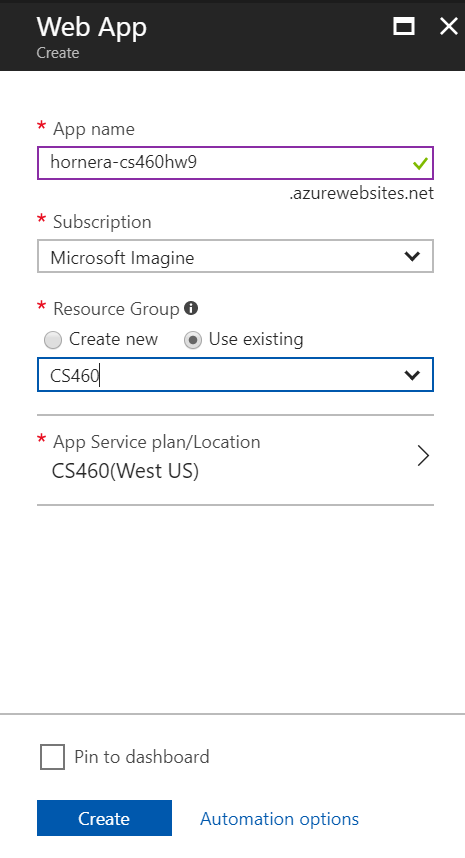 Web App
Create
* App name
hornera-cs460hw9
.azurewebsites.net
* Subscription
Microsoft Imagine
* Resource Group
Create new Use existing
CS460
* App Service plan/Location
CS460(West US)
Pin to dashboard
Create Automation options